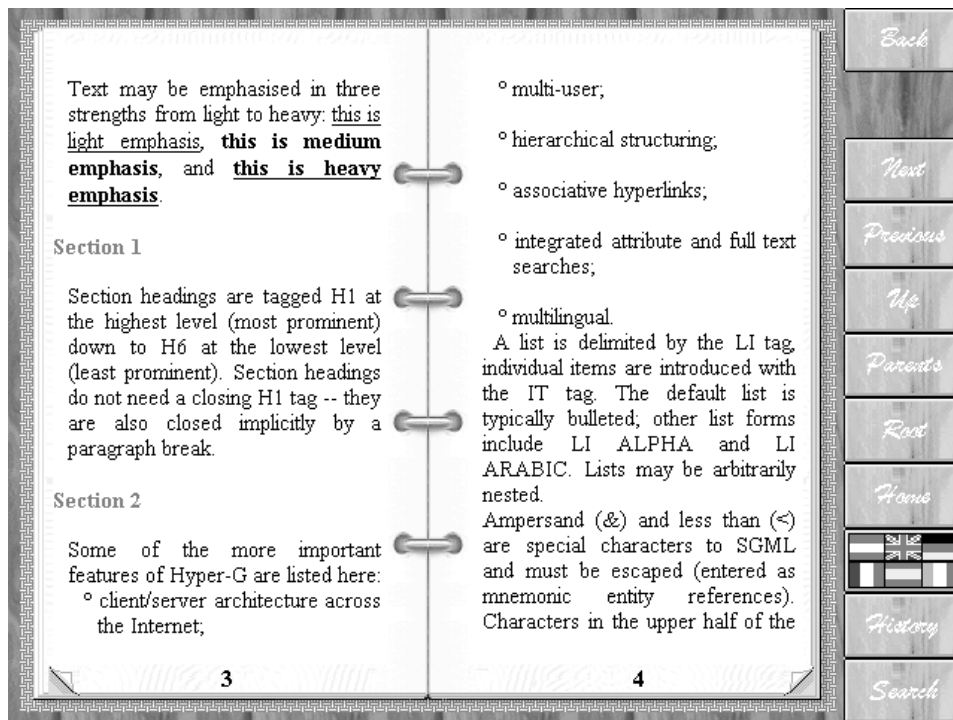 Text may be emphasised in three
strengths from light to heavy: this is
light emphasis, this is medium
emphasis, and this is heavy
emphasis.
Section 1
Section headings are tagged H1 at
the highest level (most prominent)
down to H6 at the lowest level
(least prominent). Section headings
do not need a closing H1 tag -- they
are also closed implicitly by a
paragraph break.
Section 2
Some of the more important
features of Hyper-G are listed here:
° client/server architecture across
the Internet;
3
° multi-user;
° hierarchical structuring;
° associative hyperlinks;
° integrated attribute and full text
searches;
° multilingual.
A list is delimited by the LI tag,
individual items are introduced with
the IT tag. The default list is
typically bulleted; other list forms
include LI ALPHA and LI
ARABIC. Lists may be arbitrarily
nested.
Ampersand (&) and less than (<)
are special characters to SGML
and must be escaped (entered as
mnemonic entity references).
Characters in the upper half of the
4
Back
Next
Previous
Up
Parents
Root
Home
History
Search